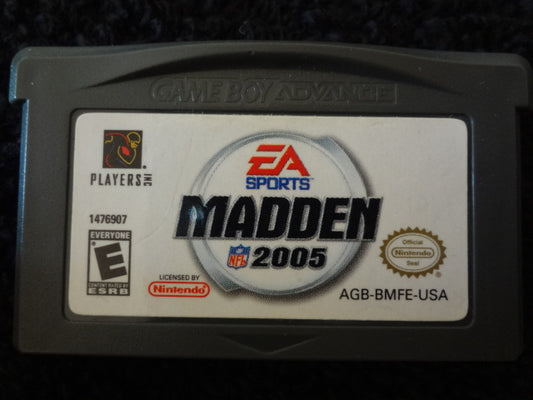 GAME BOY ADVANCE
PLAYERS INC
1476907
EVERYONE
E
CONTENT RATED BY
ESRB
EA
SPORTS
MADDEN
NFL 2005
LICENSED BY
Nintendo
Official
Nintendo
Seal
AGB-BMFE-USA